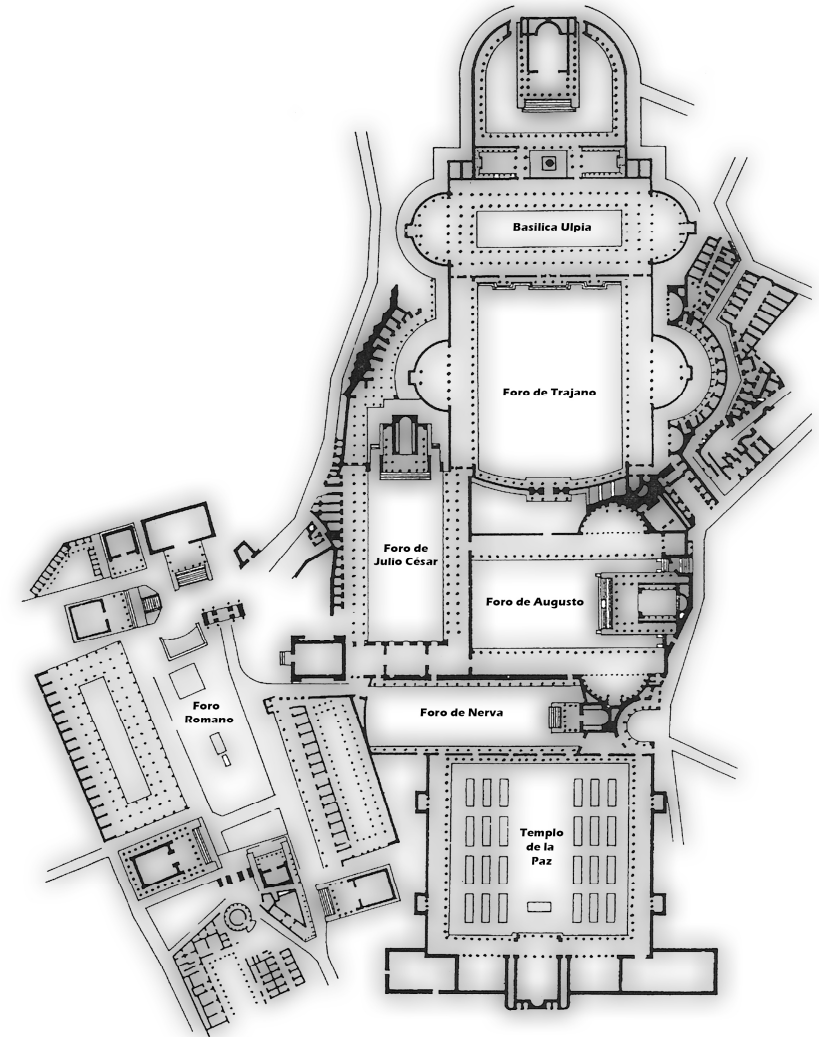 Basilica Ulpia
Foro de Trajano
Foro de
Julio César
Foro de Augusto
Foro
Romano
Foro de Nerva
Templo
de la
Paz